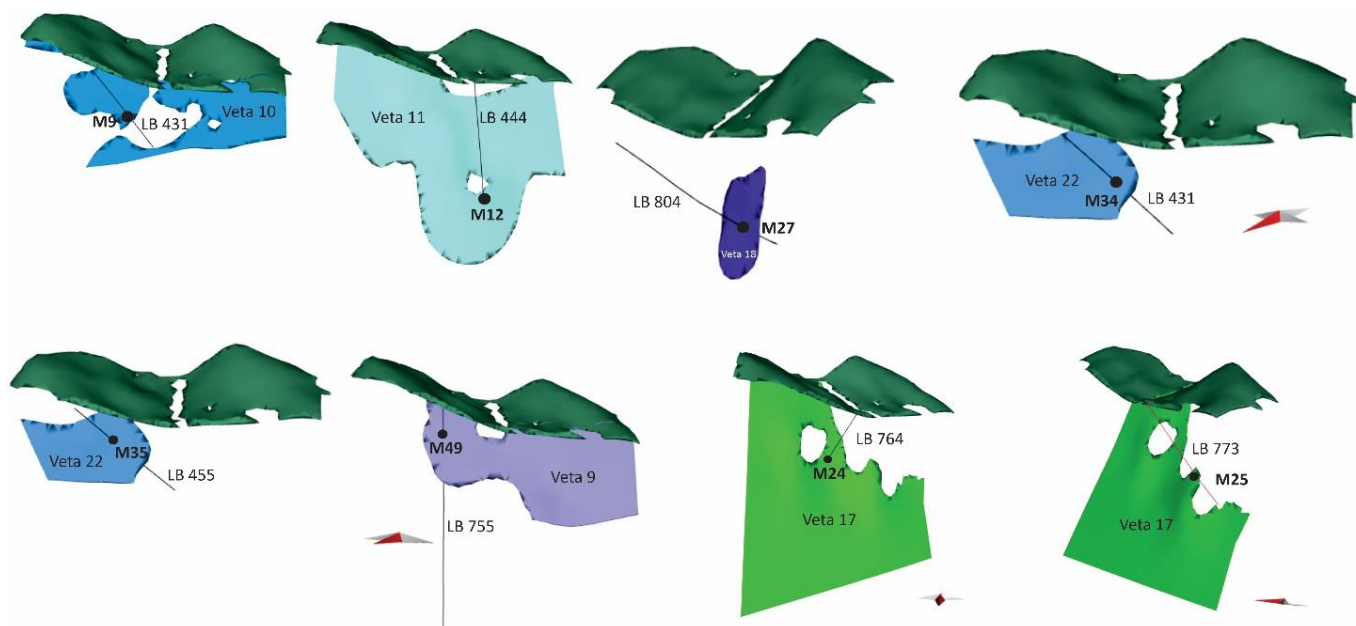 Veta 10
M9
LB 431
Veta 11
LB 444
M12
LB 804
M27
Veta 18
Veta 22
M34
LB 431
Veta 22
M35
LB 455
M49
Veta 9
LB 755
LB 764
M24
Veta 17
LB 773
M25
Veta 17